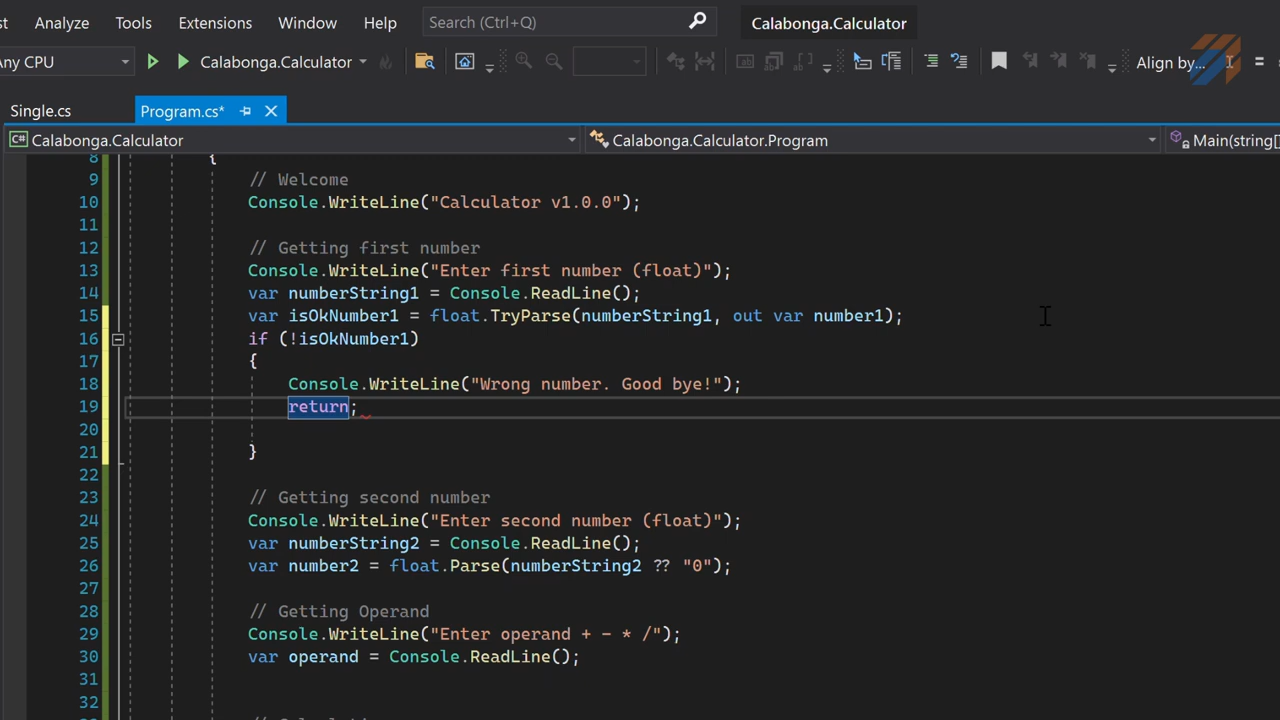 st Analyze Tools Extensions Window Help Search (Ctrl+Q) Calabonga.Calculator
Any CPU Calabonga.Calculator Align by...
Single.cs Program.cs*
C# Calabonga.Calculator Calabonga.Calculator.Program Main(string[]
8 {
9 // Welcome
10 Console.WriteLine("Calculator v1.0.0");
11
12 // Getting first number
13 Console.WriteLine("Enter first number (float)");
14 var numberString1 = Console.ReadLine();
15 var isOkNumber1 = float.TryParse(numberString1, out var number1);
16 if (!isOkNumber1)
17 {
18 Console.WriteLine("Wrong number. Good bye!");
19 return;
20
21 }
22
23 // Getting second number
24 Console.WriteLine("Enter second number (float)");
25 var numberString2 = Console.ReadLine();
26 var number2 = float.Parse(numberString2 ?? "0");
27
28 // Getting Operand
29 Console.WriteLine("Enter operand + - * /");
30 var operand = Console.ReadLine();
31
32